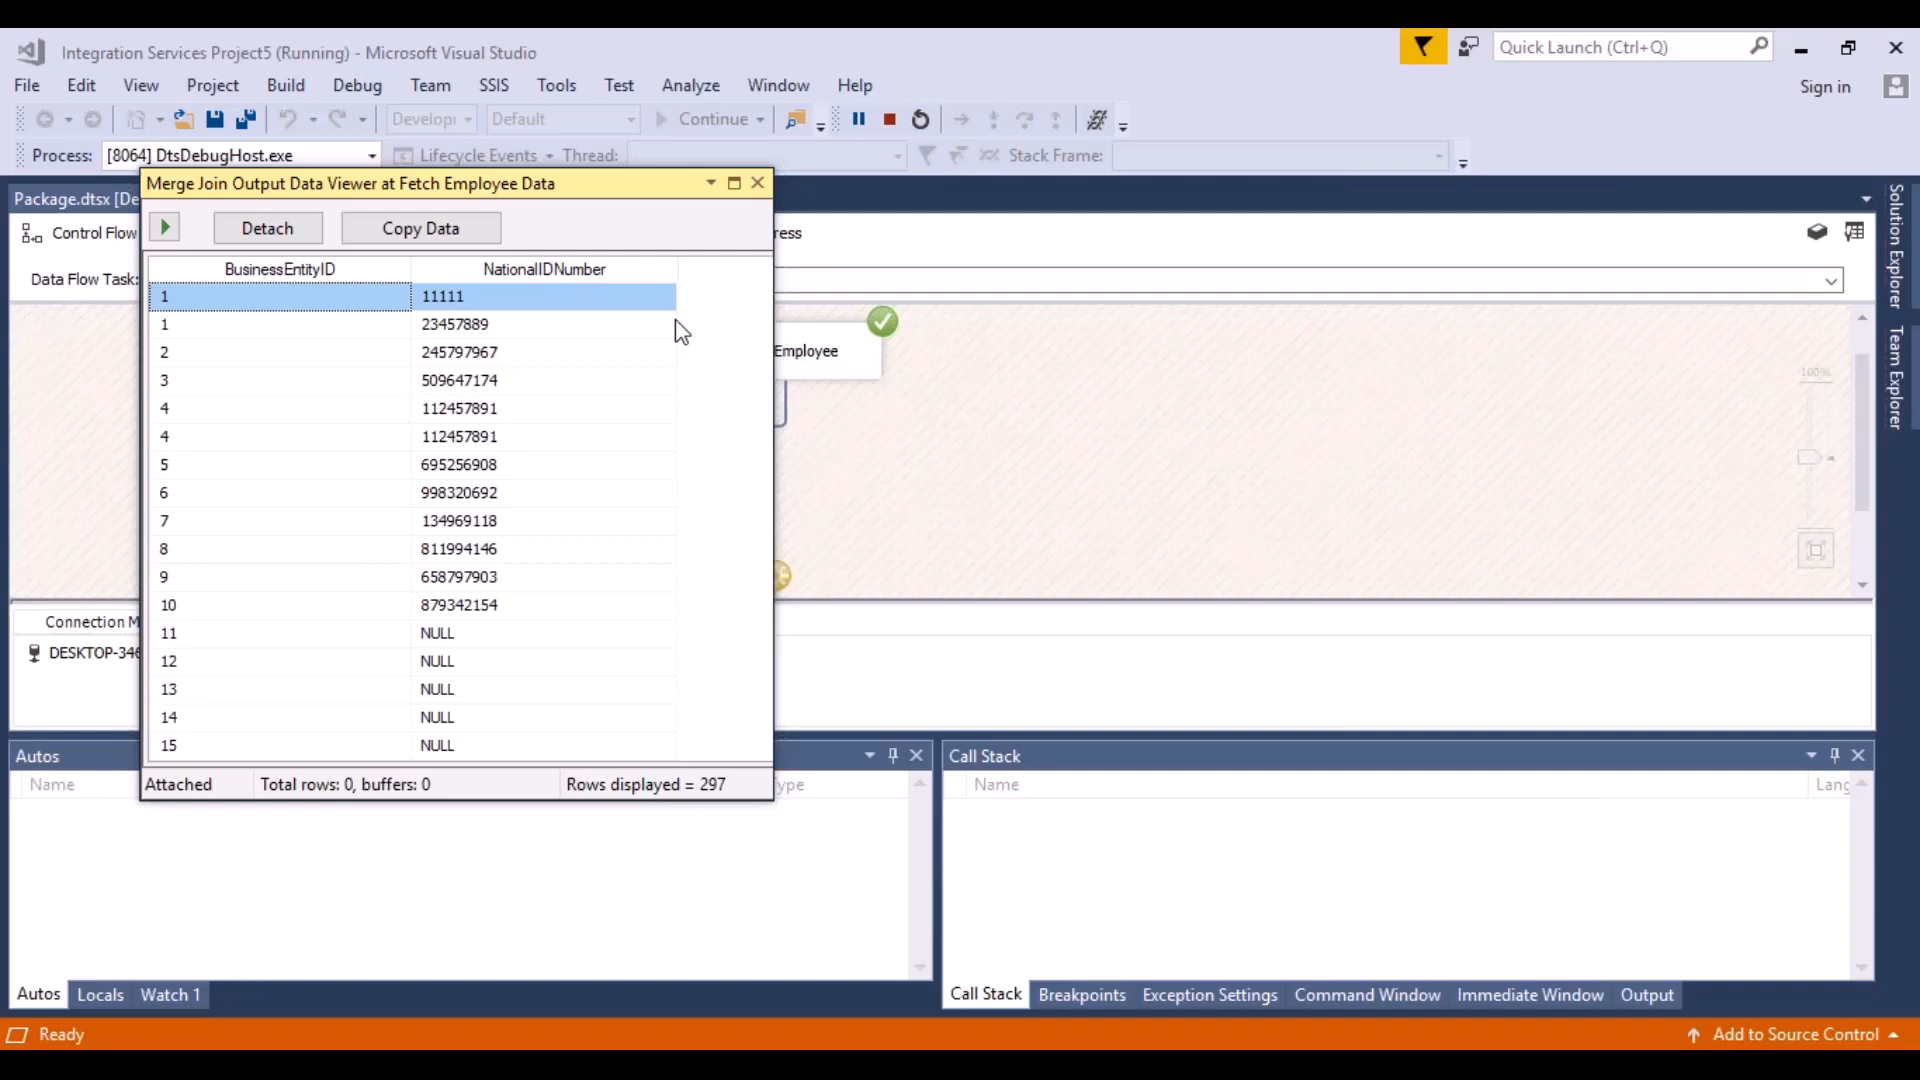 Integration Services Project5 (Running) - Microsoft Visual Studio
Quick Launch (Ctrl+Q)
File Edit View Project Build Debug Team SSIS Tools Test Analyze Window Help
Sign in
Developi Default Continue
Process: [8064] DtsDebugHost.exe Lifecycle Events Thread: Stack Frame:
Package.dtsx [De
Merge Join Output Data Viewer at Fetch Employee Data
Control Flow
Detach Copy Data
ress
Data Flow Task:
BusinessEntityID NationalIDNumber
1 11111
1 23457889
2 245797967
3 509647174
4 112457891
4 112457891
5 695256908
6 998320692
7 134969118
8 811994146
9 658797903
10 879342154
11 NULL
12 NULL
13 NULL
14 NULL
15 NULL
Attached Total rows: 0, buffers: 0 Rows displayed = 297
Employee
100%
Solution Explorer
Team Explorer
Connection M
DESKTOP-346
Autos
Name ype
Call Stack
Name Lang
Autos Locals Watch 1
Call Stack Breakpoints Exception Settings Command Window Immediate Window Output
Ready
Add to Source Control